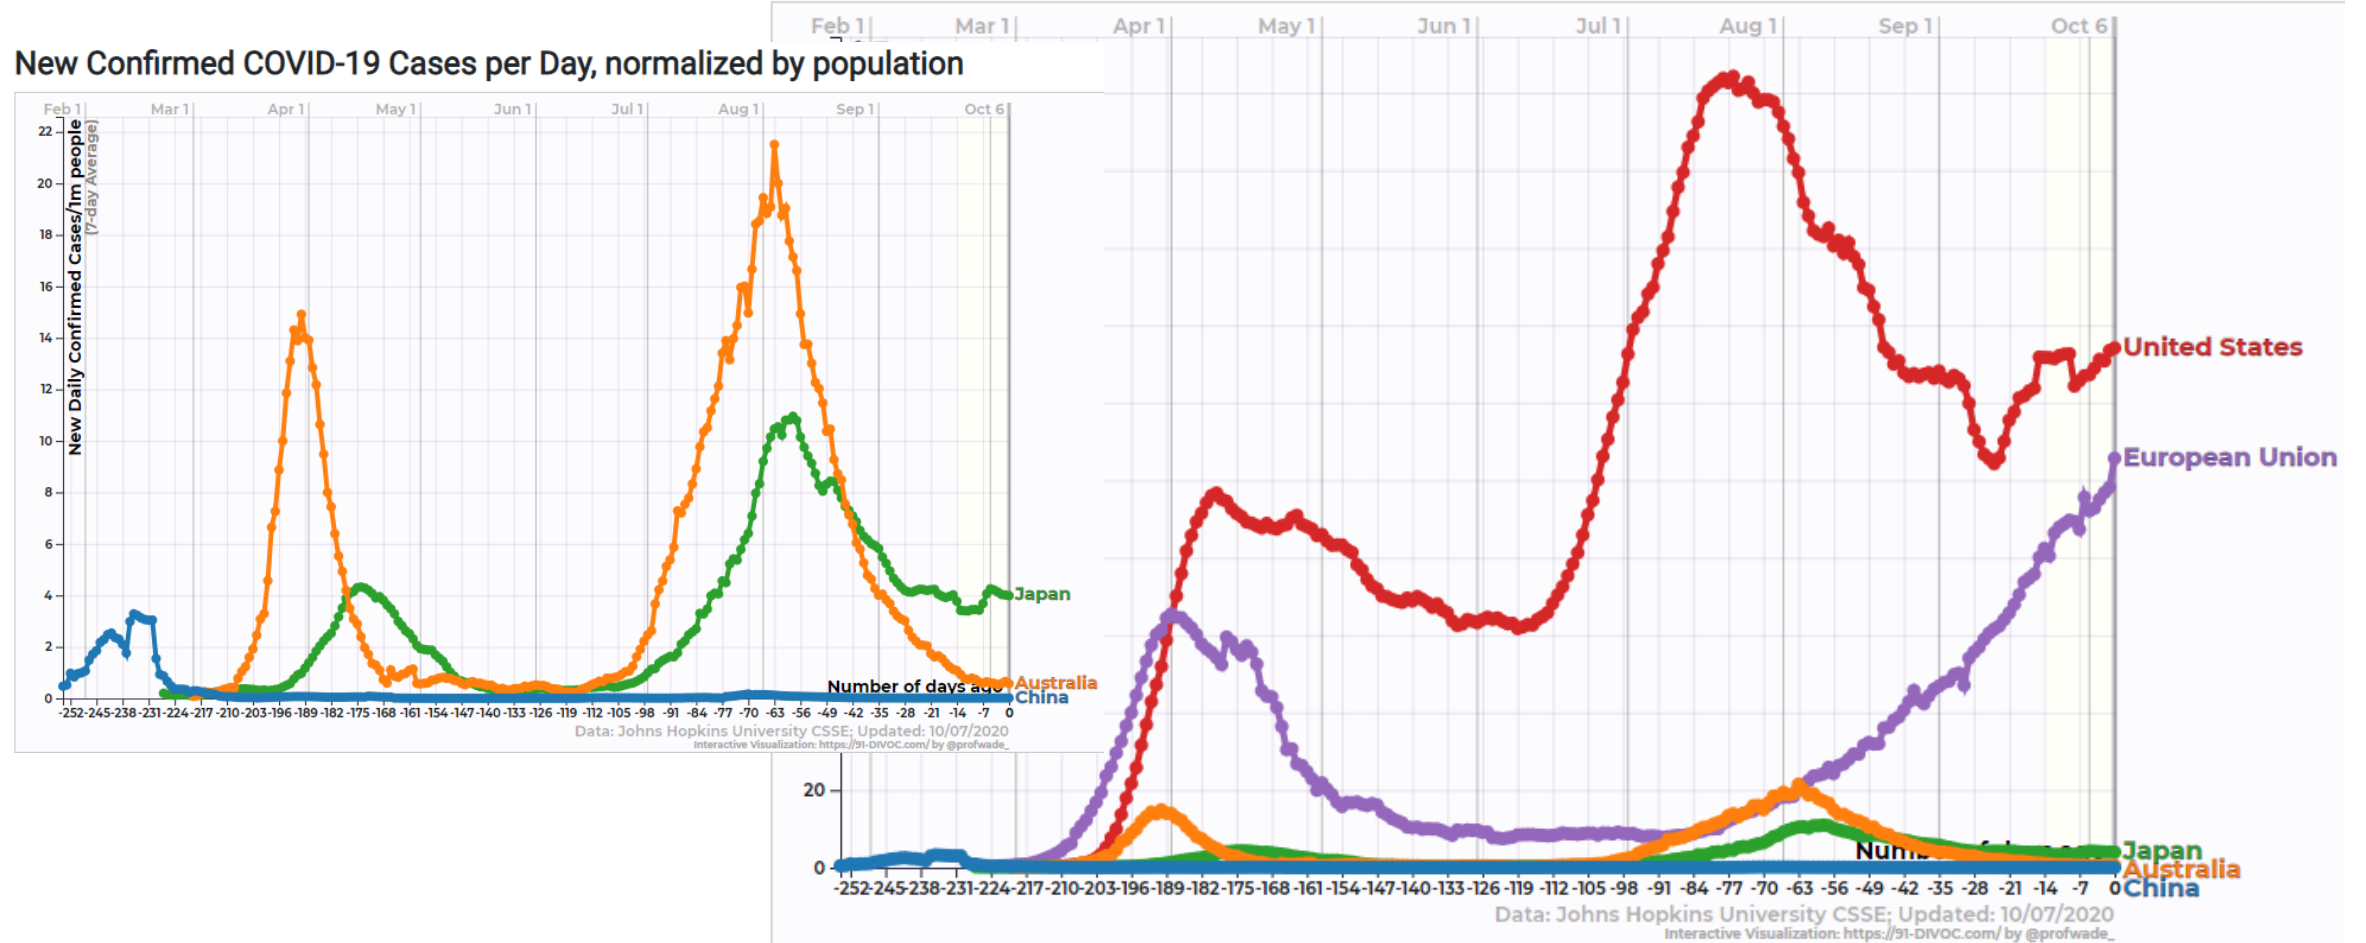 Feb 1 Mar 1 Apr 1 May 1 Jun 1 Jul 1 Aug 1 Sep 1 Oct 6
New Confirmed COVID-19 Cases per Day, normalized by population
Feb 1 Mar 1 Apr 1 May 1 Jun 1 Jul 1 Aug 1 Sep 1 Oct 6
New Daily Confirmed Cases/1m people
(7-day Average)
22
20
18
16
14
12
10
8
6
4
2
0
Japan
Number of days ago
Australia
China
-252 -245 -238 -231 -224 -217 -210 -203 -196 -189 -182 -175 -168 -161 -154 -147 -140 -133 -126 -119 -112 -105 -98 -91 -84 -77 -70 -63 -56 -49 -42 -35 -28 -21 -14 -7 0
Data: Johns Hopkins University CSSE; Updated: 10/07/2020
Interactive Visualization: https://91-DIVOC.com/ by @profwade_
United States
European Union
20
0
Japan
Australia
China
-252 -245 -238 -231 -224 -217 -210 -203 -196 -189 -182 -175 -168 -161 -154 -147 -140 -133 -126 -119 -112 -105 -98 -91 -84 -77 -70 -63 -56 -49 -42 -35 -28 -21 -14 -7 0
Data: Johns Hopkins University CSSE; Updated: 10/07/2020
Interactive Visualization: https://91-DIVOC.com/ by @profwade_